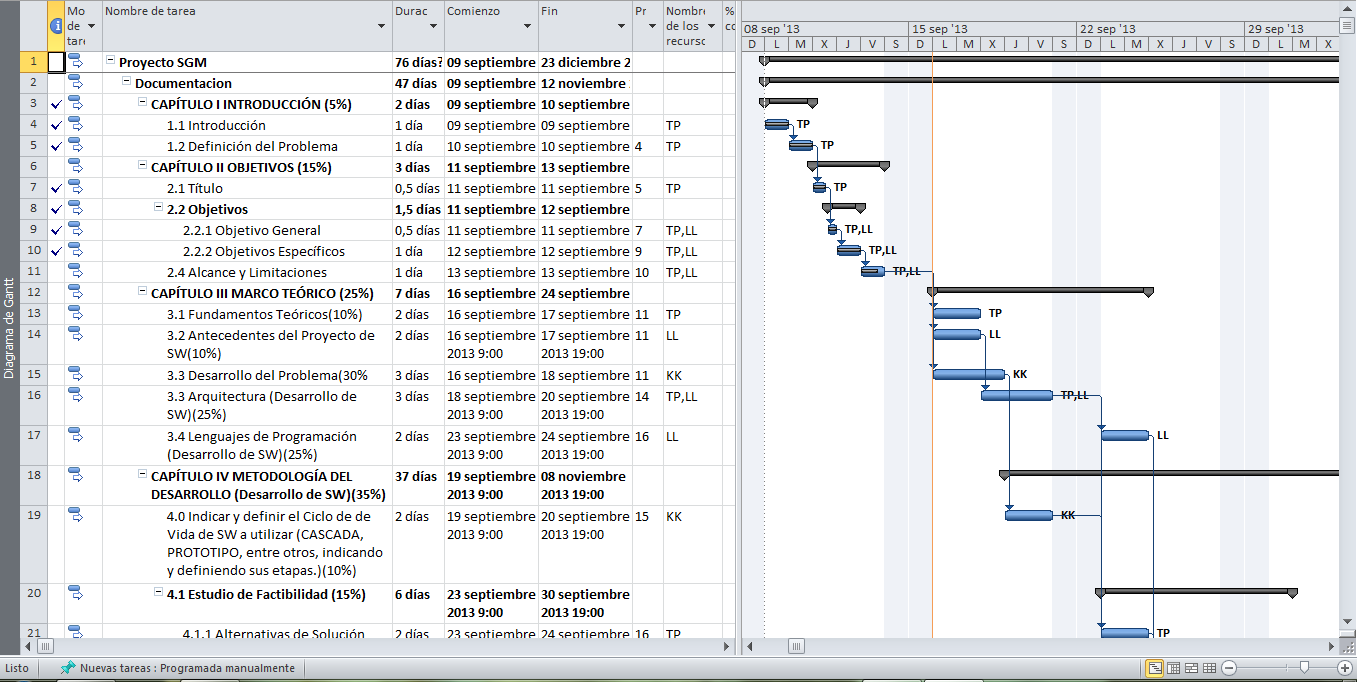 Mo
de
tare
Nombre de tarea
Durac
Comienzo
Fin
Pr
Nombre
de los
recurso
%
co
08 sep '13 15 sep '13 22 sep '13 29 sep '13
D L M X J V S D L M X J V S D L M X J V S D L M X
1 Proyecto SGM 76 días? 09 septiembre 23 diciembre 2
2 Documentacion 47 días 09 septiembre 12 noviembre
3 CAPÍTULO I INTRODUCCIÓN (5%) 2 días 09 septiembre 10 septiembre
4 1.1 Introducción 1 día 09 septiembre 09 septiembre TP TP
5 1.2 Definición del Problema 1 día 10 septiembre 10 septiembre 4 TP TP
6 CAPÍTULO II OBJETIVOS (15%) 3 días 11 septiembre 13 septiembre
7 2.1 Título 0,5 días 11 septiembre 11 septiembre 5 TP TP
8 2.2 Objetivos 1,5 días 11 septiembre 12 septiembre
9 2.2.1 Objetivo General 0,5 días 11 septiembre 11 septiembre 7 TP,LL TP,LL
10 2.2.2 Objetivos Específicos 1 día 12 septiembre 12 septiembre 9 TP,LL TP,LL
11 2.4 Alcance y Limitaciones 1 día 13 septiembre 13 septiembre 10 TP,LL TP,LL
12 CAPÍTULO III MARCO TEÓRICO (25%) 7 días 16 septiembre 24 septiembre
13 3.1 Fundamentos Teóricos(10%) 2 días 16 septiembre 17 septiembre 11 TP TP
14 3.2 Antecedentes del Proyecto de 2 días 16 septiembre 17 septiembre 11 LL LL
SW(10%) 2013 9:00 2013 19:00
15 3.3 Desarrollo del Problema(30% 3 días 16 septiembre 18 septiembre 11 KK KK
16 3.3 Arquitectura (Desarrollo de 3 días 18 septiembre 20 septiembre 14 TP,LL TP,LL
SW)(25%) 2013 9:00 2013 19:00
17 3.4 Lenguajes de Programación 2 días 23 septiembre 24 septiembre 16 LL LL
(Desarrollo de SW)(25%) 2013 9:00 2013 19:00
18 CAPÍTULO IV METODOLOGÍA DEL 37 días 19 septiembre 08 noviembre
DESARROLLO (Desarrollo de SW)(35%) 2013 9:00 2013 19:00
19 4.0 Indicar y definir el Ciclo de de 2 días 19 septiembre 20 septiembre 15 KK KK
Vida de SW a utilizar (CASCADA, 2013 9:00 2013 19:00
PROTOTIPO, entre otros, indicando
y definiendo sus etapas.)(10%)
20 4.1 Estudio de Factibilidad (15%) 6 días 23 septiembre 30 septiembre
2013 9:00 2013 19:00
21 4.1.1 Alternativas de Solución 2 días 23 septiembre 24 septiembre 16 TP TP
Diagrama de Gantt
Listo Nuevas tareas : Programada manualmente